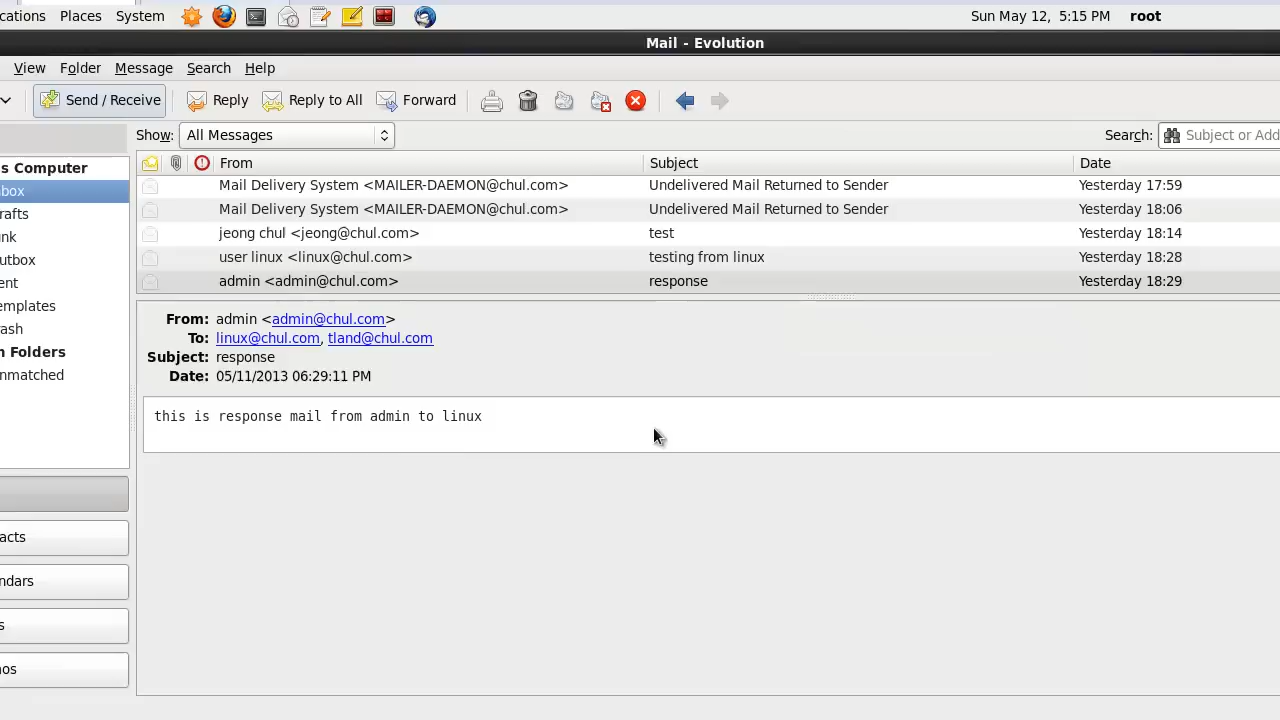 cations Places System Sun May 12, 5:15 PM root
Mail - Evolution
View Folder Message Search Help
Send / Receive Reply Reply to All Forward
Show: All Messages Search: Subject or Add
s Computer
box
rafts
nk
utbox
ent
emplates
rash
n Folders
nmatched
acts
ndars
s
nos
From Subject Date
Mail Delivery System <MAILER-DAEMON@chul.com> Undelivered Mail Returned to Sender Yesterday 17:59
Mail Delivery System <MAILER-DAEMON@chul.com> Undelivered Mail Returned to Sender Yesterday 18:06
jeong chul <jeong@chul.com> test Yesterday 18:14
user linux <linux@chul.com> testing from linux Yesterday 18:28
admin <admin@chul.com> response Yesterday 18:29
From: admin <admin@chul.com>
To: linux@chul.com, tland@chul.com
Subject: response
Date: 05/11/2013 06:29:11 PM
this is response mail from admin to linux